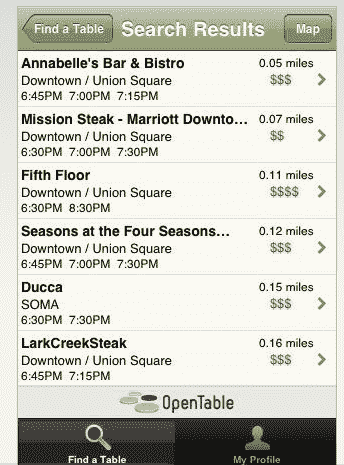 Find a Table
Search Results
Map
Annabelle's Bar & Bistro
0.05 miles
Downtown / Union Square
$$$
6:45PM 7:00PM 7:15PM
Mission Steak - Marriott Downto...
0.07 miles
Downtown / Union Square
$$
6:30PM 7:00PM 7:30PM
Fifth Floor
0.11 miles
Downtown / Union Square
$$$$
6:30PM 8:30PM
Seasons at the Four Seasons...
0.12 miles
Downtown / Union Square
$$$
6:45PM 7:00PM 7:30PM
Ducca
0.15 miles
SOMA
$$$
6:30PM 7:30PM
LarkCreekSteak
0.16 miles
Downtown / Union Square
$$$
6:45PM 7:15PM
OpenTable
Find a Table
My Profile